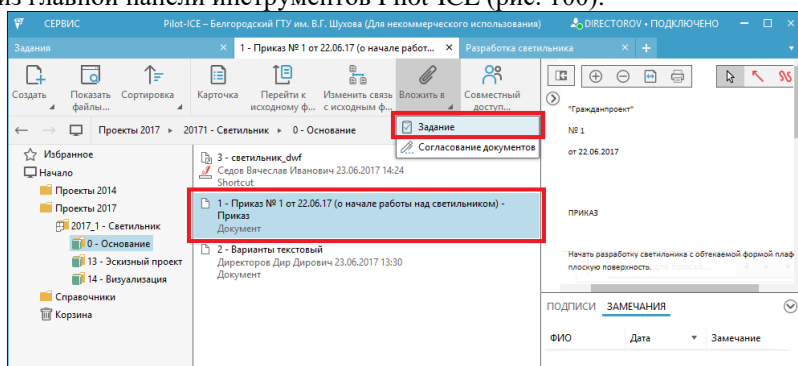 из главной панели инструментов Pilot-ICE (рис. 100).
СЕРВИС Pilot-ICE – Белгородский ГТУ им. В.Г. Шухова (Для некоммерческого использования) DIRECTOROV • ПОДКЛЮЧЕНО
Задания 1 - Приказ № 1 от 22.06.17 (о начале работ... Разработка светильника
Создать Показать файлы... Сортировка Карточка Перейти к исходному ф... Изменить связь с исходным ф... Вложить в Совместный доступ...
Проекты 2017 20171 - Светильник 0 - Основание
Задание
Согласование документов
Избранное
Начало
Проекты 2014
Проекты 2017
2017_1 - Светильник
0 - Основание
13 - Эскизный проект
14 - Визуализация
Справочники
Корзина
3 - светильник_dwf
Седов Вячеслав Иванович 23.06.2017 14:24
Shortcut
1 - Приказ № 1 от 22.06.17 (о начале работы над светильником) -
Приказ
Документ
2 - Варианты текстовый
Директоров Дир Дирович 23.06.2017 13:30
Документ
"Гражданпроект"
№ 1
от 22.06.2017
ПРИКАЗ
Начать разработку светильника с обтекаемой формой плаф
плоскую поверхность.
ПОДПИСИ ЗАМЕЧАНИЯ
ФИО Дата Замечание